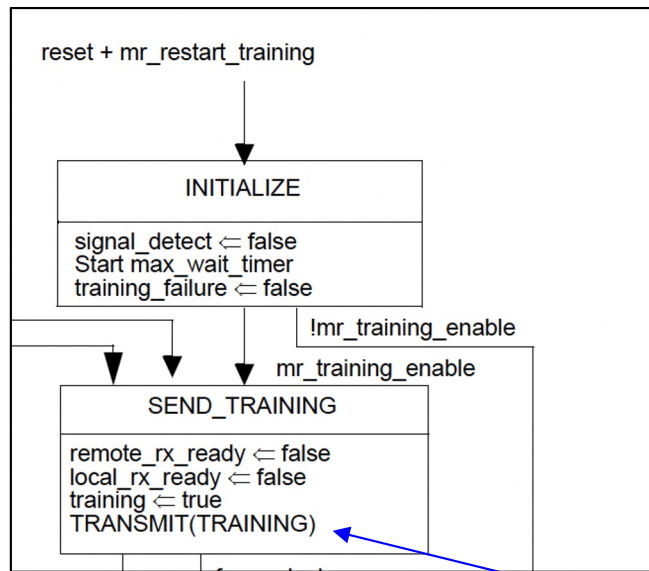 reset + mr_restart_training
INITIALIZE
signal_detect ⇐ false
Start max_wait_timer
training_failure ⇐ false
!mr_training_enable
mr_training_enable
SEND_TRAINING
remote_rx_ready ⇐ false
local_rx_ready ⇐ false
training ⇐ true
TRANSMIT(TRAINING)